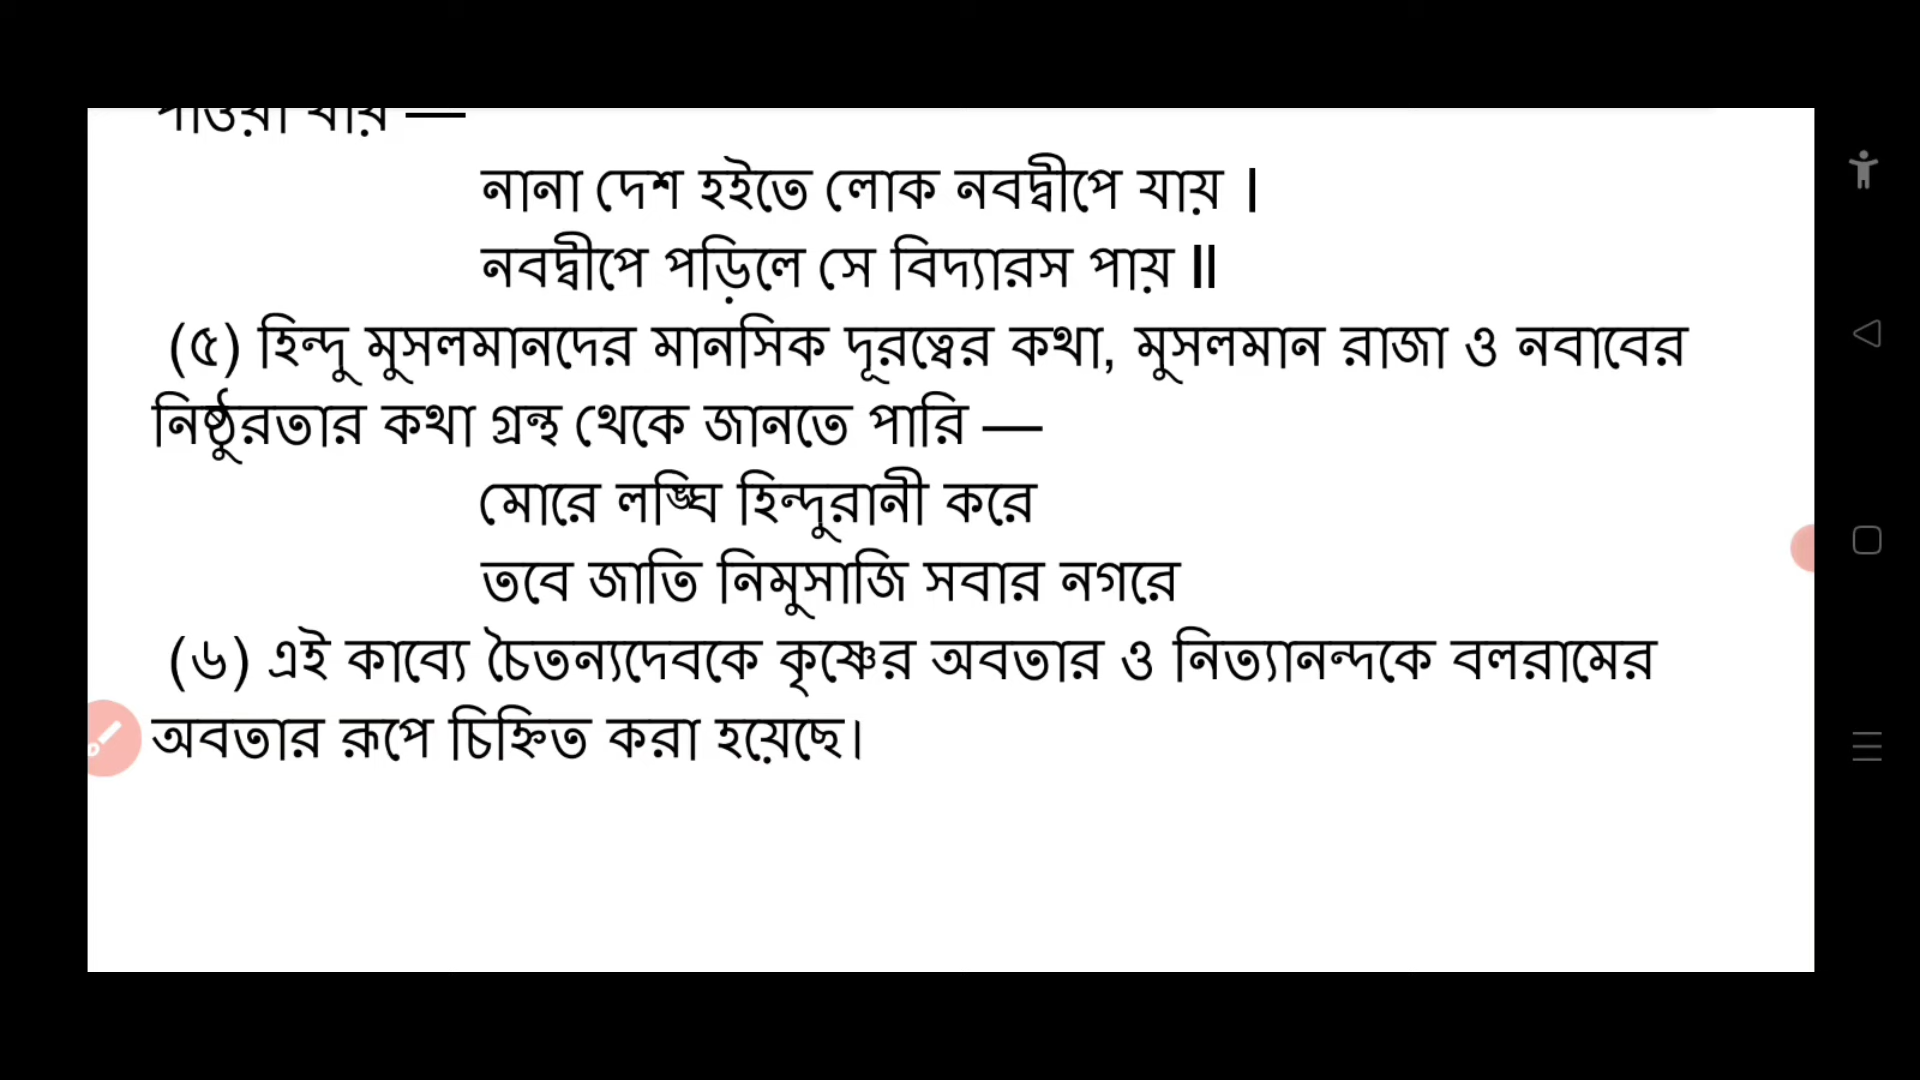 নানা দেশ হইতে লোক নবদ্বীপে যায় ।
নবদ্বীপে পড়িলে সে বিদ্যারস পায় ॥
(৫) হিন্দু মুসলমানদের মানসিক দূরত্বের কথা, মুসলমান রাজা ও নবাবের
নিষ্ঠুরতার কথা গ্রন্থ থেকে জানতে পারি —
মোরে লঙ্ঘি হিন্দুরানী করে
তবে জাতি নিমুসাজি সবার নগরে
(৬) এই কাব্যে চৈতন্যদেবকে কৃষ্ণের অবতার ও নিত্যানন্দকে বলরামের
অবতার রূপে চিহ্নিত করা হয়েছে।